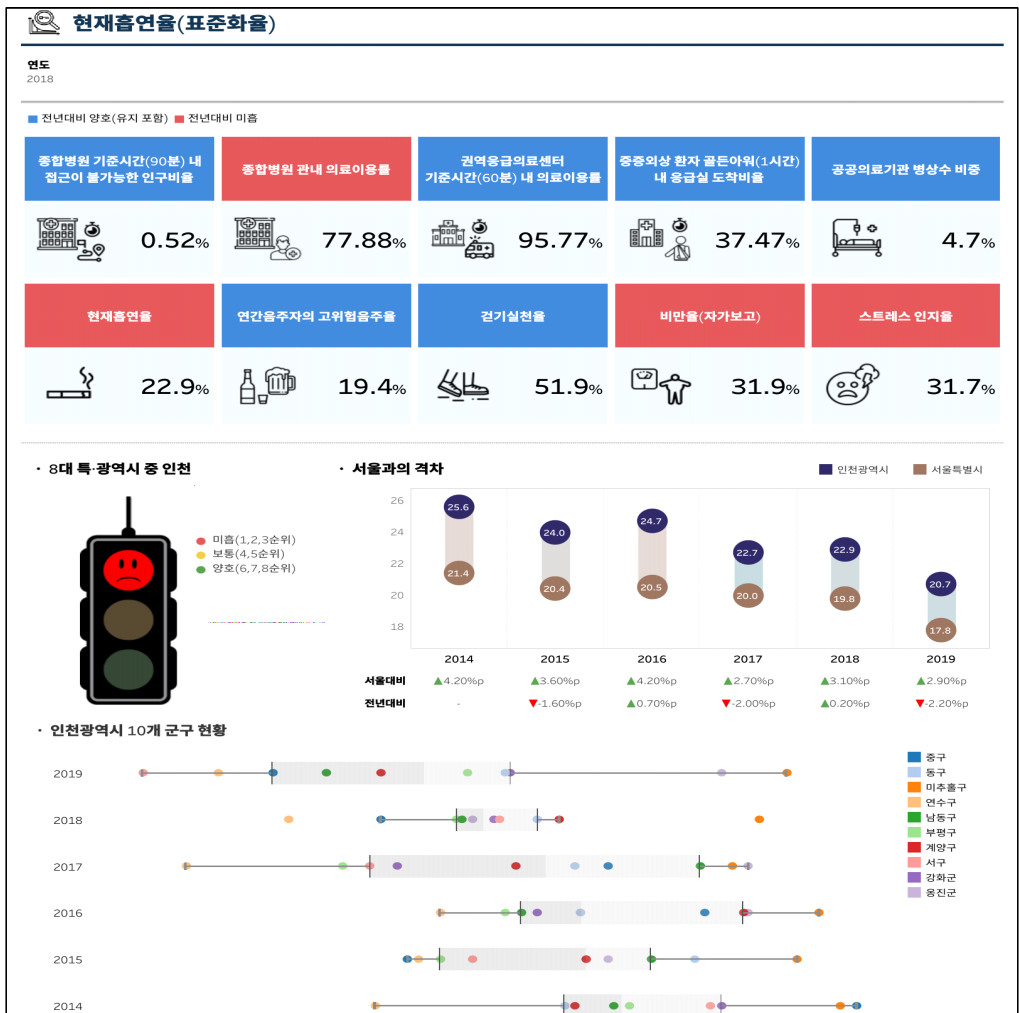 현재흡연율(표준화율)
연도
2018
전년대비 양호(유지 포함) 전년대비 미흡
종합병원 기준시간(90분) 내
접근이 불가능한 인구비율
종합병원 관내 의료이용률
권역응급의료센터
기준시간(60분) 내 의료이용률
중증외상 환자 골든아워(1시간)
내 응급실 도착비율
공공의료기관 병상수 비중
0.52%
77.88%
95.77%
37.47%
4.7%
현재흡연율
연간음주자의 고위험음주율
걷기실천율
비만율(자가보고)
스트레스 인지율
22.9%
19.4%
51.9%
31.9%
31.7%
· 8대 특·광역시 중 인천
미흡(1,2,3순위)
보통(4,5순위)
양호(6,7,8순위)
· 서울과의 격차
인천광역시 서울특별시
26
24
22
20
18
25.6
24.0
24.7
22.7
22.9
20.7
21.4
20.4
20.5
20.0
19.8
17.8
2014 2015 2016 2017 2018 2019
서울대비 ▲4.20%p ▲3.60%p ▲4.20%p ▲2.70%p ▲3.10%p ▲2.90%p
전년대비 - ▼-1.60%p ▲0.70%p ▼-2.00%p ▲0.20%p ▼-2.20%p
· 인천광역시 10개 군구 현황
2019
2018
2017
2016
2015
2014
중구
동구
미추홀구
연수구
남동구
부평구
계양구
서구
강화군
옹진군